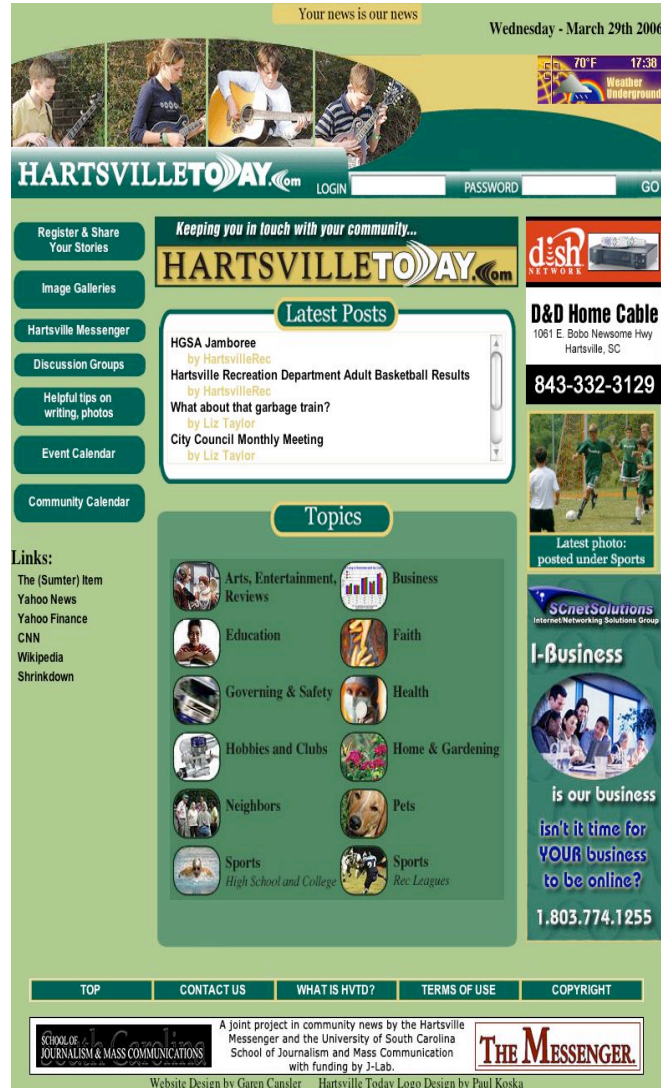 Your news is our news
Wednesday - March 29th 2006
70°F 17:38
Weather
Underground
HARTSVILLETODAY.com
LOGIN
PASSWORD
GO
Register & Share
Your Stories
Image Galleries
Hartsville Messenger
Discussion Groups
Helpful tips on
writing, photos
Event Calendar
Community Calendar
Links:
The (Sumter) Item
Yahoo News
Yahoo Finance
CNN
Wikipedia
Shrinkdown
Keeping you in touch with your community...
HARTSVILLETODAY.com
Latest Posts
HGSA Jamboree
by HartsvilleRec
Hartsville Recreation Department Adult Basketball Results
by HartsvilleRec
What about that garbage train?
by Liz Taylor
City Council Monthly Meeting
by Liz Taylor
Topics
Arts, Entertainment,
Reviews
Business
Education
Faith
Governing & Safety
Health
Hobbies and Clubs
Home & Gardening
Neighbors
Pets
Sports
High School and College
Sports
Rec Leagues
dish
NETWORK
D&D Home Cable
1061 E. Bobo Newsome Hwy
Hartsville, SC
843-332-3129
Latest photo:
posted under Sports
SCnetSolutions
Internet/Networking Solutions Group
I-Business
is our business
isn't it time for
YOUR business
to be online?
1.803.774.1255
TOP
CONTACT US
WHAT IS HVTD?
TERMS OF USE
COPYRIGHT
South Carolina
SCHOOL OF
JOURNALISM & MASS COMMUNICATIONS
A joint project in community news by the Hartsville
Messenger and the University of South Carolina
School of Journalism and Mass Communication
with funding by J-Lab.
THE MESSENGER.
Website Design by Garen Cansler Hartsville Today Logo Design by Paul Koska